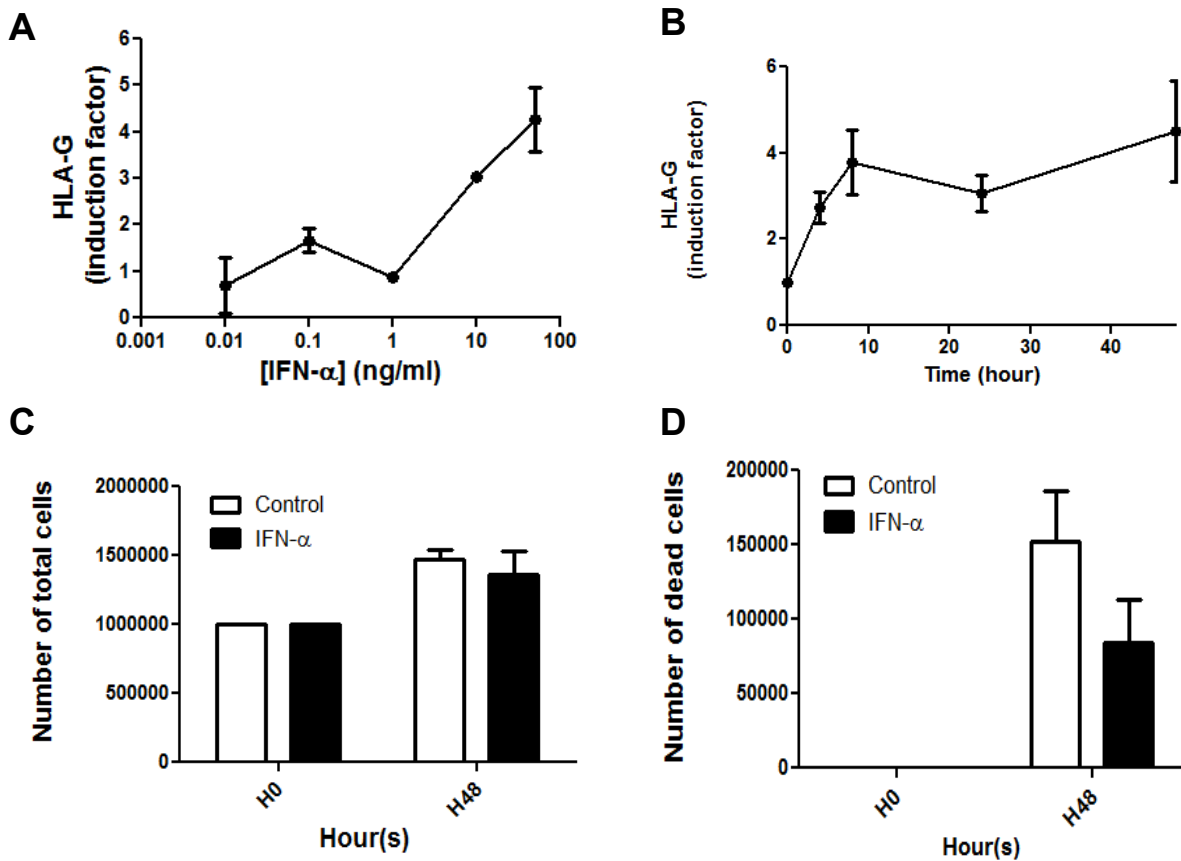 A
HLA-G
(induction factor)
6
5
4
3
2
1
0
0.001 0.01 0.1 1 10 100
[IFN-α] (ng/ml)
B
HLA-G
(induction factor)
6
4
2
0
0 10 20 30 40
Time (hour)
C
Number of total cells
2000000
1500000
1000000
500000
0
Control
IFN-α
H0 H48
Hour(s)
D
Number of dead cells
200000
150000
100000
50000
0
Control
IFN-α
H0 H48
Hour(s)